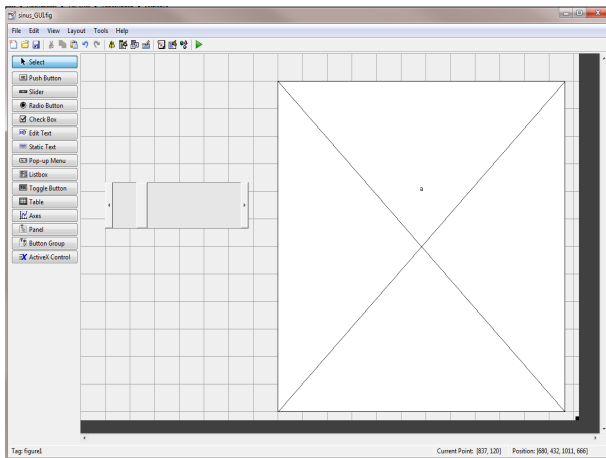 sinus_GUI.fig
File Edit View Layout Tools Help
Select
Push Button
Slider
Radio Button
Check Box
Edit Text
Static Text
Pop-up Menu
Listbox
Toggle Button
Table
Axes
Panel
Button Group
ActiveX Control
a
Tag: figure1
Current Point: [837, 120] Position: [680, 432, 1011, 666]